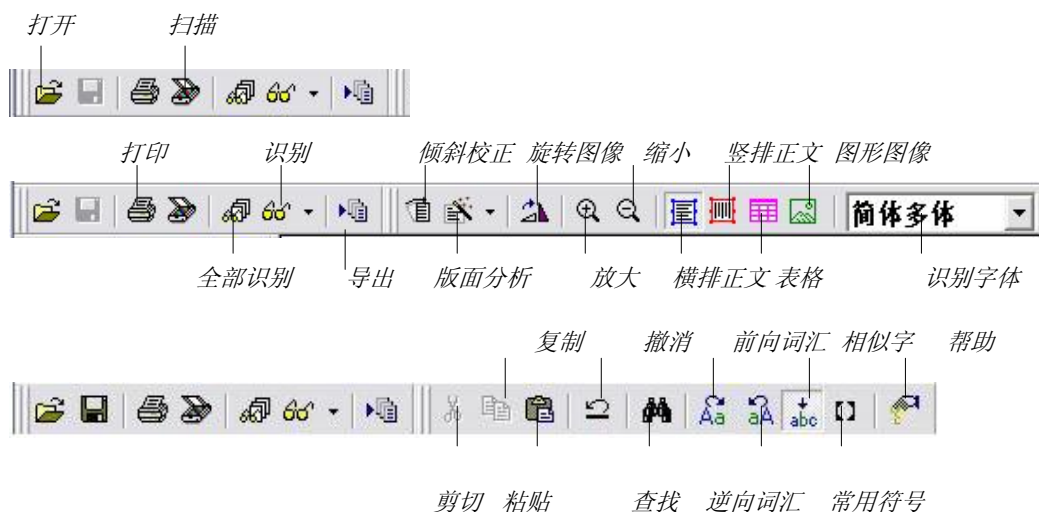 打开 扫描
打印 识别 倾斜校正 旋转图像 缩小 竖排正文 图形图像
简体多体
全部识别 导出 版面分析 放大 横排正文 表格 识别字体
复制 撤消 前向词汇 相似字 帮助
Aa aA abc
剪切 粘贴 查找 逆向词汇 常用符号